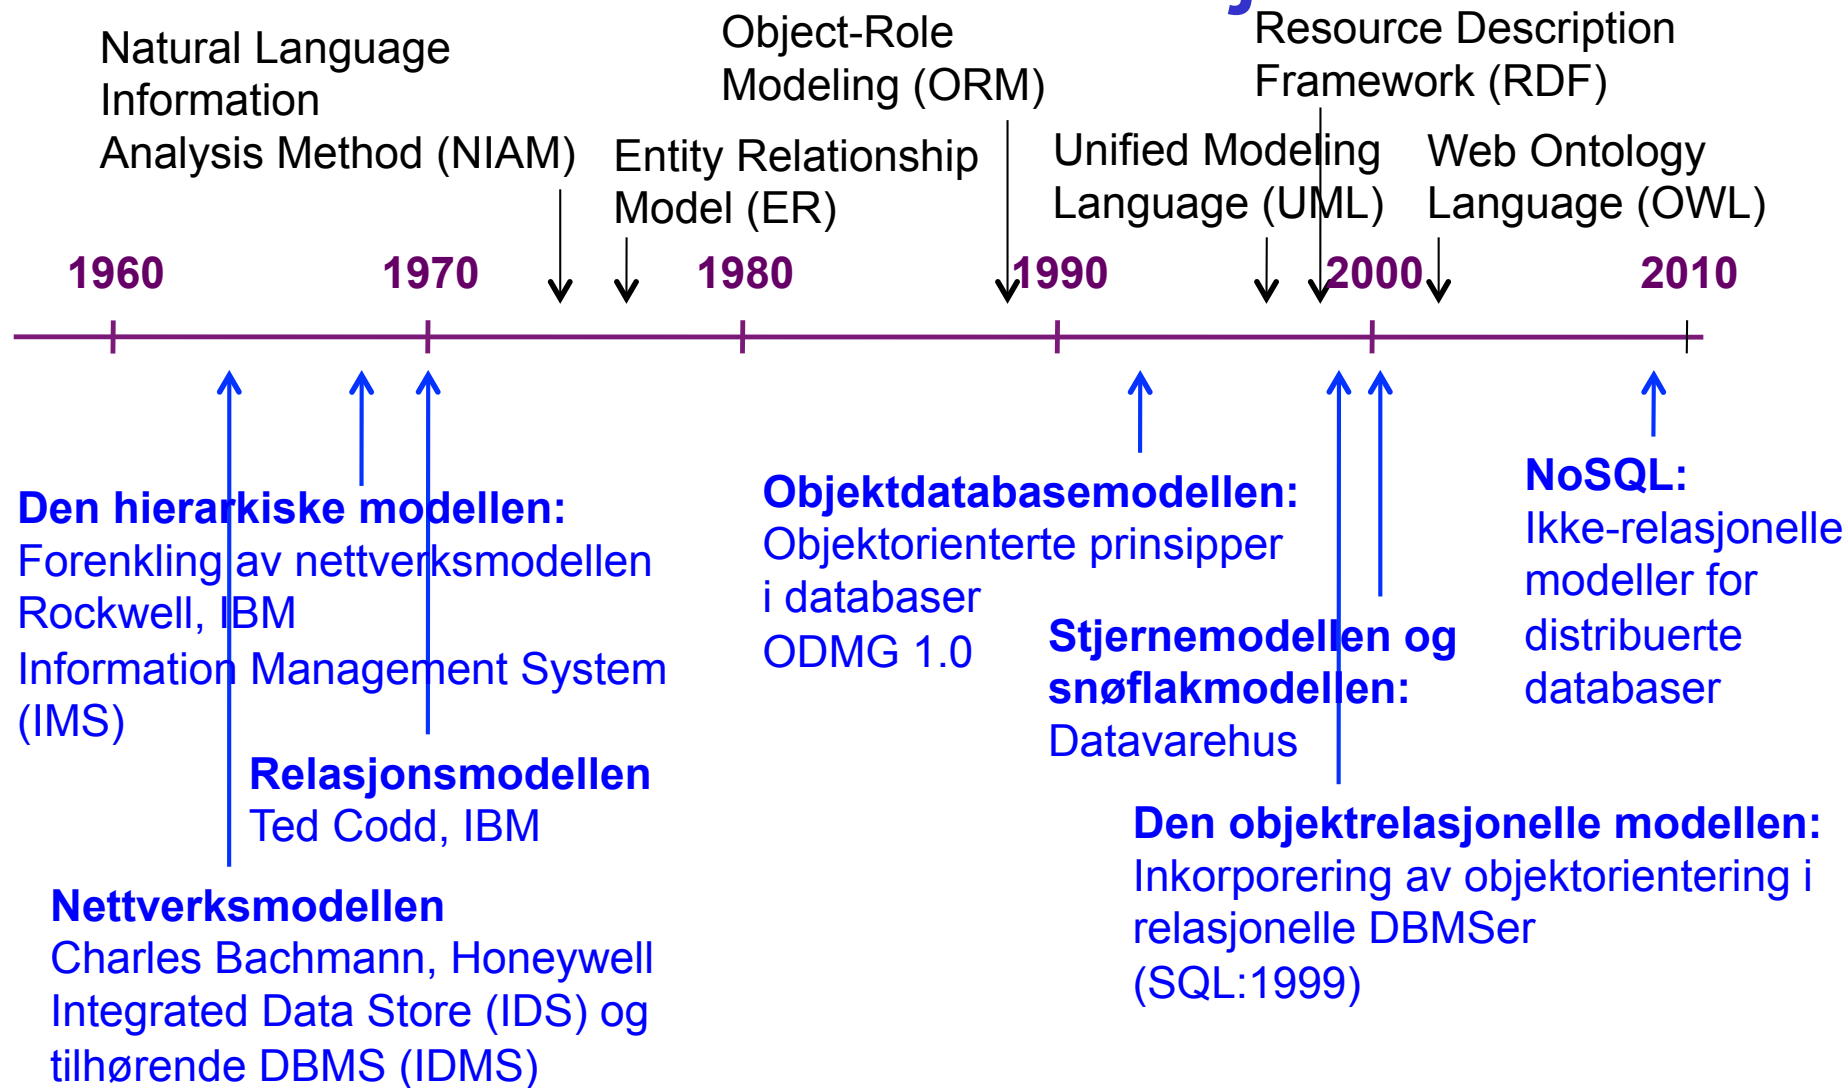 Natural Language
Information
Analysis Method (NIAM)
Entity Relationship
Model (ER)
Object-Role
Modeling (ORM)
Unified Modeling
Language (UML)
Resource Description
Framework (RDF)
Web Ontology
Language (OWL)
1960 1970 1980 1990 2000 2010
Den hierarkiske modellen:
Forenkling av nettverksmodellen
Rockwell, IBM
Information Management System
(IMS)
Relasjonsmodellen
Ted Codd, IBM
Nettverksmodellen
Charles Bachmann, Honeywell
Integrated Data Store (IDS) og
tilhørende DBMS (IDMS)
Objektdatabasemodellen:
Objektorienterte prinsipper
i databaser
ODMG 1.0
Stjernemodellen og
snøflakmodellen:
Datavarehus
Den objektrelasjonelle modellen:
Inkorporering av objektorientering i
relasjonelle DBMSer
(SQL:1999)
NoSQL:
Ikke-relasjonelle
modeller for
distribuerte
databaser